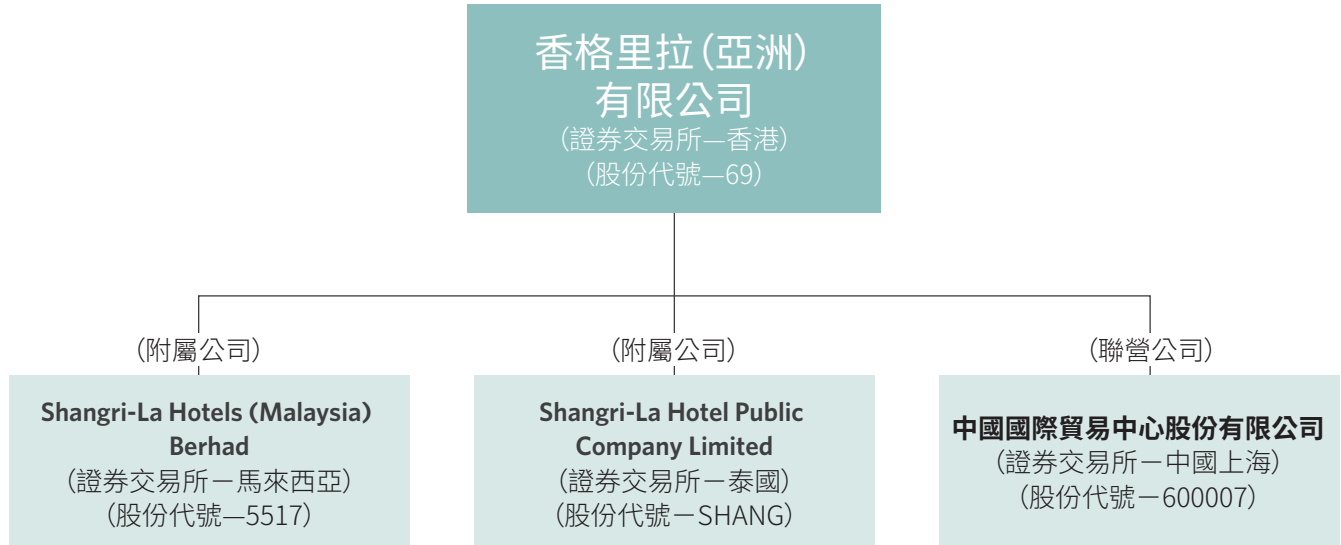 香格里拉(亞洲)
有限公司
(證券交易所—香港)
(股份代號—69)
(附屬公司)
(附屬公司)
(聯營公司)
Shangri-La Hotels (Malaysia)
Berhad
(證券交易所－馬來西亞)
(股份代號—5517)
Shangri-La Hotel Public
Company Limited
(證券交易所－泰國)
(股份代號－SHANG)
中國國際貿易中心股份有限公司
(證券交易所－中國上海)
(股份代號－600007)